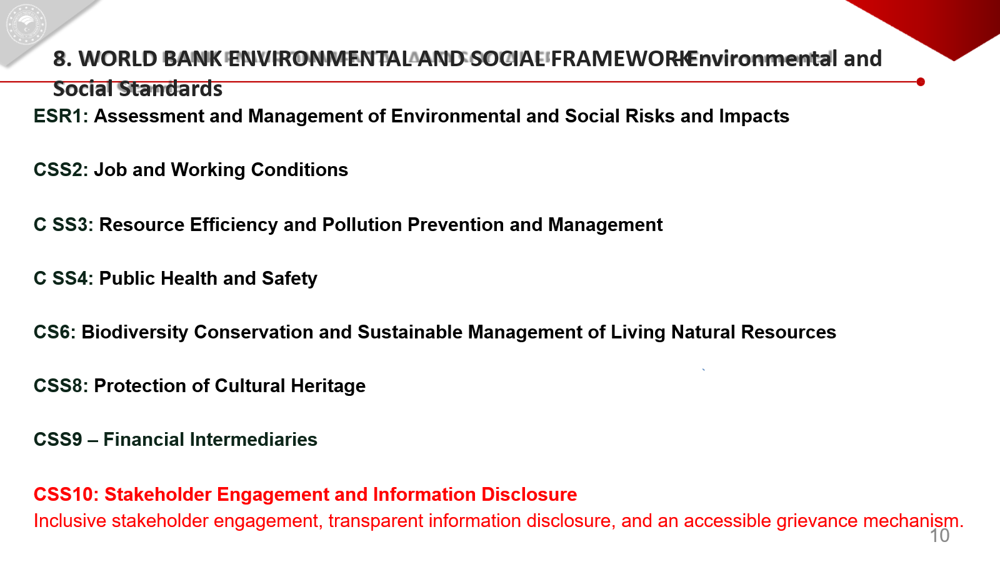 8. WORLD BANK ENVIRONMENTAL AND SOCIAL FRAMEWORK–Environmental and
Social Standards
ESR1: Assessment and Management of Environmental and Social Risks and Impacts
CSS2: Job and Working Conditions
C SS3: Resource Efficiency and Pollution Prevention and Management
C SS4: Public Health and Safety
CS6: Biodiversity Conservation and Sustainable Management of Living Natural Resources
CSS8: Protection of Cultural Heritage
CSS9 – Financial Intermediaries
CSS10: Stakeholder Engagement and Information Disclosure
Inclusive stakeholder engagement, transparent information disclosure, and an accessible grievance mechanism.
10